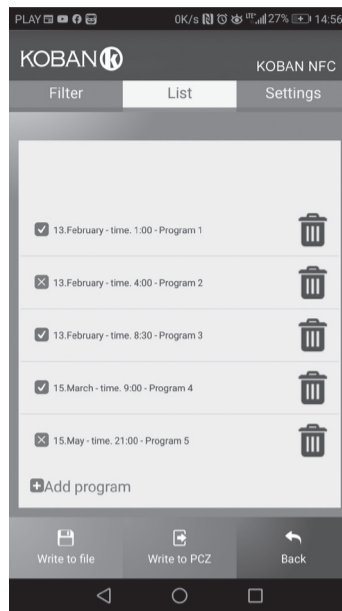 PLAY 0K/s LTE 27% 14:56
KOBAN K
KOBAN NFC
Filter List Settings
13.February - time. 1:00 - Program 1
13.February - time. 4:00 - Program 2
13.February - time. 8:30 - Program 3
15.March - time. 9:00 - Program 4
15.May - time. 21:00 - Program 5
Add program
Write to file Write to PCZ Back